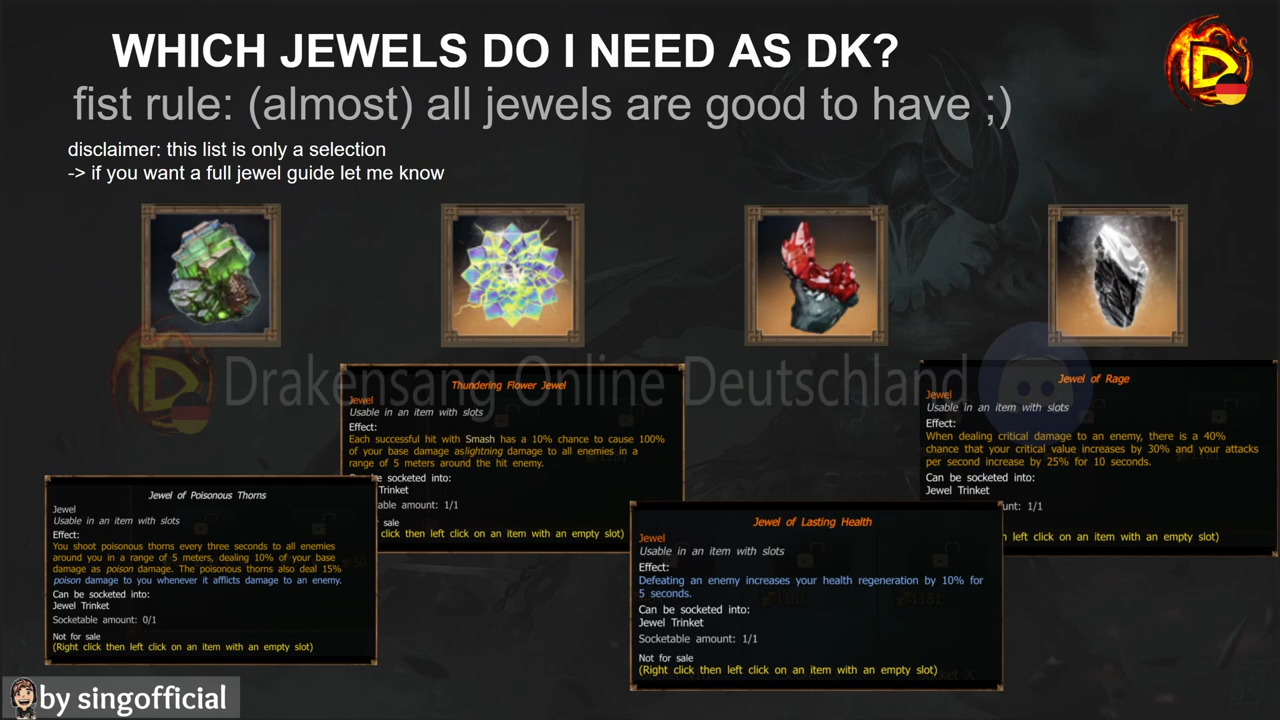 WHICH JEWELS DO I NEED AS DK?
fist rule: (almost) all jewels are good to have ;)
disclaimer: this list is only a selection
-> if you want a full jewel guide let me know
Drakensang Online Deutschland
Thundering Flower Jewel
Jewel
Usable in an item with slots
Effect:
Each successful hit with Smash has a 10% chance to cause 100%
of your base damage aslightning damage to all enemies in a
range of 5 meters around the hit enemy.
be socketed into:
Trinket
able amount: 1/1
sale
click then left click on an item with an empty slot)
Jewel of Rage
Jewel
Usable in an item with slots
Effect:
When dealing critical damage to an enemy, there is a 40%
chance that your critical value increases by 30% and your attacks
per second increase by 25% for 10 seconds.
Can be socketed into:
Jewel Trinket
1/1
left click on an item with an empty slot)
Jewel of Poisonous Thorns
Jewel
Usable in an item with slots
Effect:
You shoot poisonous thorns every three seconds to all enemies
around you in a range of 5 meters, dealing 10% of your base
damage as poison damage. The poisonous thorns also deal 15%
poison damage to you whenever it afflicts damage to an enemy.
Can be socketed into:
Jewel Trinket
Socketable amount: 0/1
Not for sale
(Right click then left click on an item with an empty slot)
Jewel of Lasting Health
Jewel
Usable in an item with slots
Effect:
Defeating an enemy increases your health regeneration by 10% for
5 seconds.
Can be socketed into:
Jewel Trinket
Socketable amount: 1/1
Not for sale
(Right click then left click on an item with an empty slot)
by singofficial